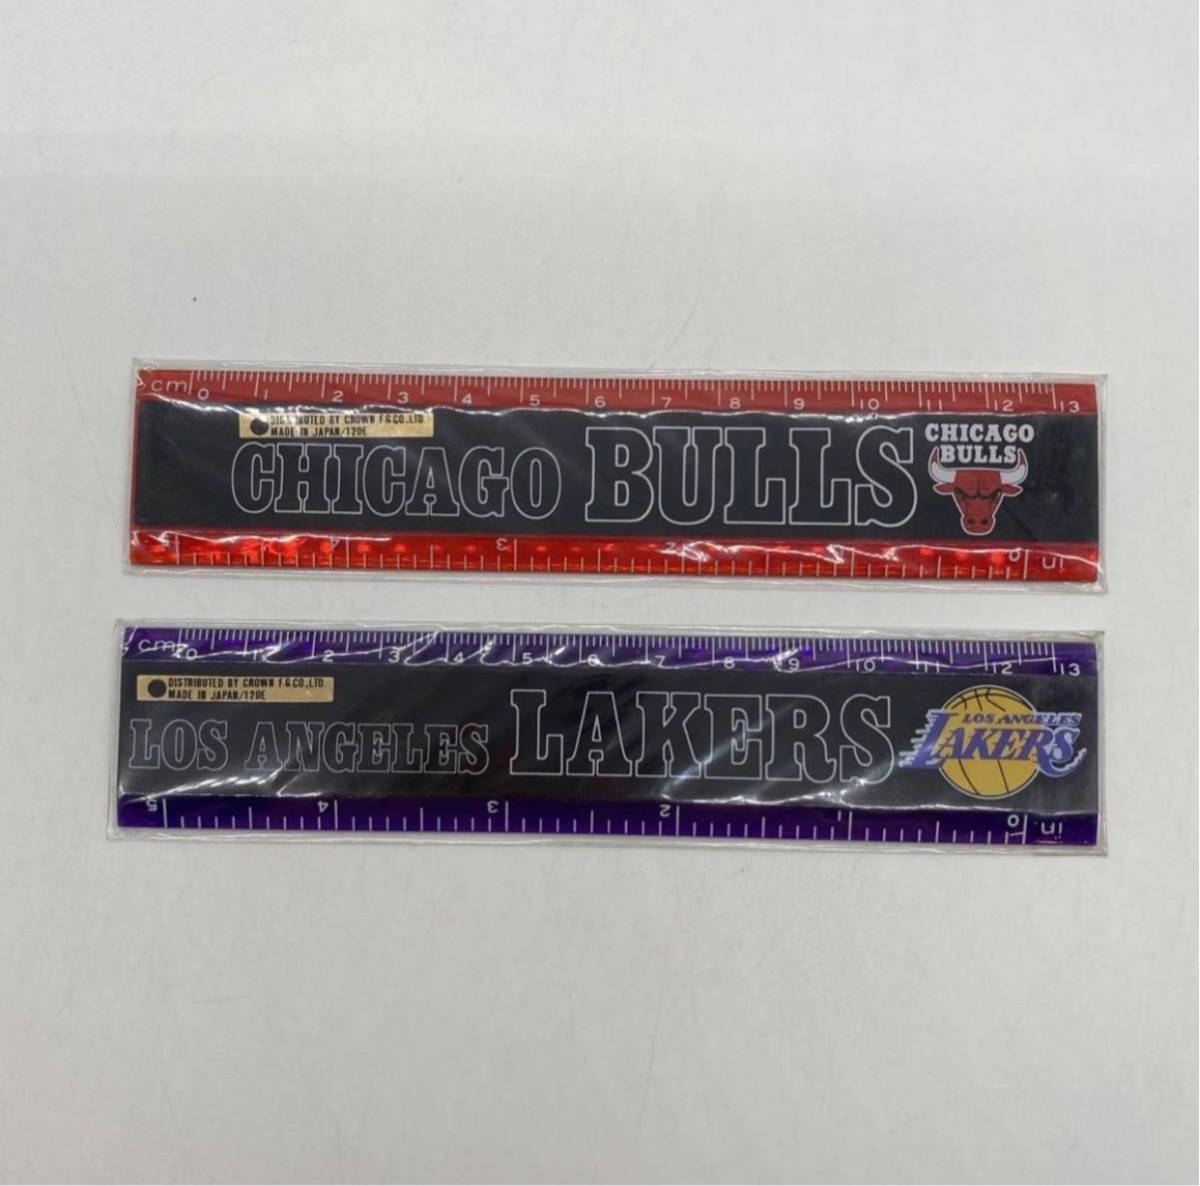 cm 0 1 2 3 4 5 6 7 8 9 10 11 12 13
DISTRIBUTED BY CROWN F.G.CO.,LTD.
MADE IN JAPAN/120E
CHICAGO BULLS
CHICAGO
BULLS
in. 0 1 2 3 4 5
cm 0 1 2 3 4 5 6 7 8 9 10 11 12 13
DISTRIBUTED BY CROWN F.G.CO.,LTD.
MADE IN JAPAN/120E
LOS ANGELES LAKERS
LOS ANGELES
LAKERS
in. 0 1 2 3 4 5